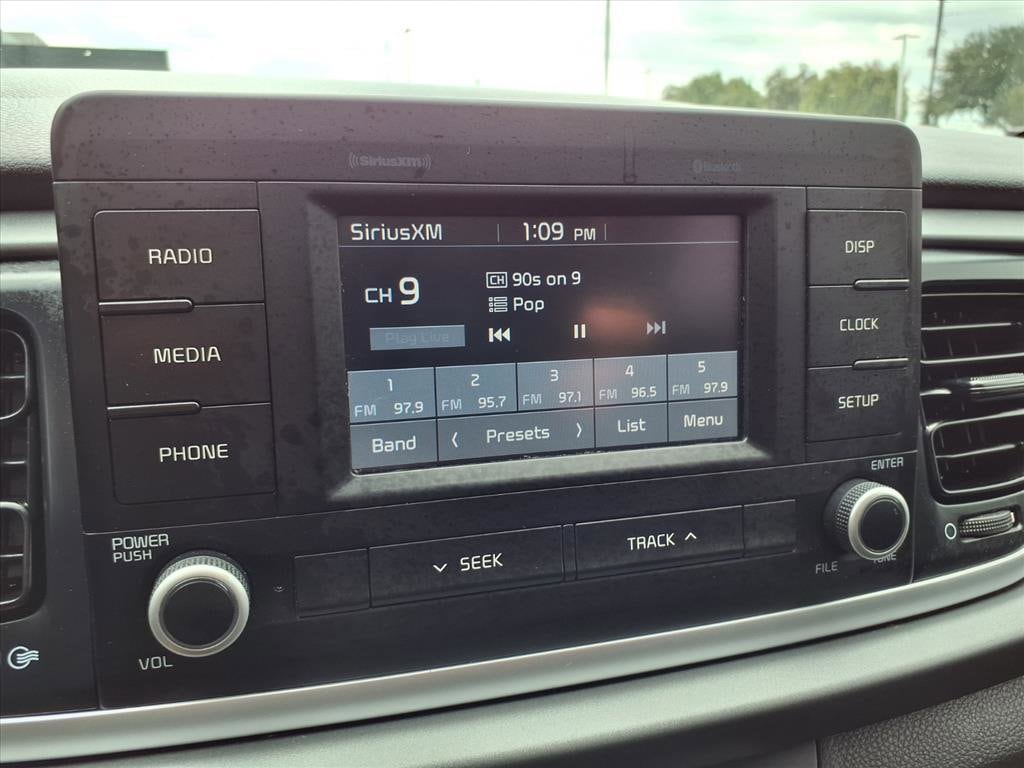 ((SiriusXM))
Bluetooth
RADIO
MEDIA
PHONE
SiriusXM 1:09 PM
CH 9
CH 90s on 9
Pop
Play Live
1 2 3 4 5
FM 97.9 FM 95.7 FM 97.1 FM 96.5 FM 97.9
Band < Presets > List Menu
DISP
CLOCK
SETUP
POWER
PUSH
VOL
SEEK
TRACK
ENTER
FILE TUNE